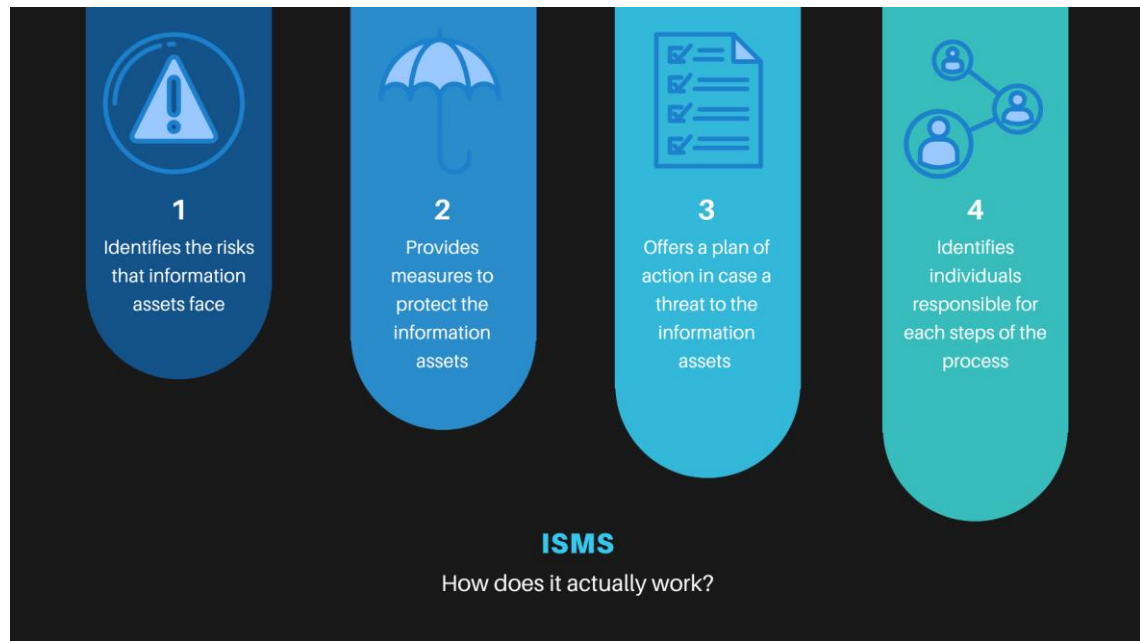 1
Identifies the risks
that information
assets face
2
Provides
measures to
protect the
information
assets
3
Offers a plan of
action in case a
threat to the
information
assets
4
Identifies
individuals
responsible for
each steps of the
process
ISMS
How does it actually work?